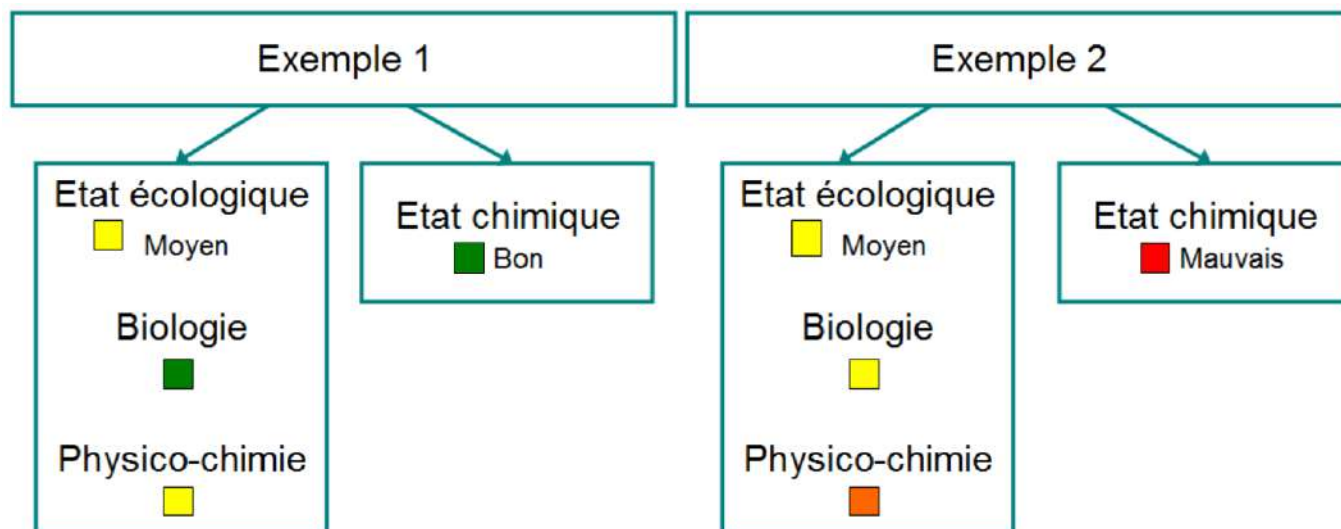 Exemple 1
Etat écologique
Moyen
Biologie
Physico-chimie
Etat chimique
Bon
Exemple 2
Etat écologique
Moyen
Biologie
Physico-chimie
Etat chimique
Mauvais